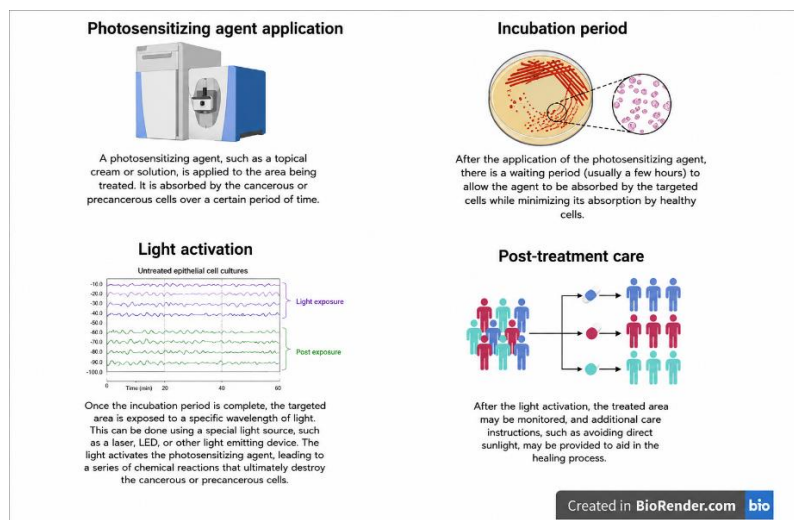 Photosensitizing agent application
A photosensitizing agent, such as a topical
cream or solution, is applied to the area being
treated. It is absorbed by the cancerous or
precancerous cells over a certain period of time.
Incubation period
After the application of the photosensitizing agent,
there is a waiting period (usually a few hours) to
allow the agent to be absorbed by the targeted
cells while minimizing its absorption by healthy
cells.
Light activation
Untreated epithelial cell cultures
-10.0
-20.0
-30.0
-40.0
-50.0
-60.0
-70.0
-80.0
-90.0
-100.0
Light exposure
Post exposure
0 Time (min) 20 40 60
Once the incubation period is complete, the targeted
area is exposed to a specific wavelength of light.
This can be done using a special light source, such
as a laser, LED, or other light emitting device. The
light activates the photosensitizing agent, leading to
a series of chemical reactions that ultimately destroy
the cancerous or precancerous cells.
Post-treatment care
After the light activation, the treated area
may be monitored, and additional care
instructions, such as avoiding direct
sunlight, may be provided to aid in the
healing process.
Created in BioRender.com bio